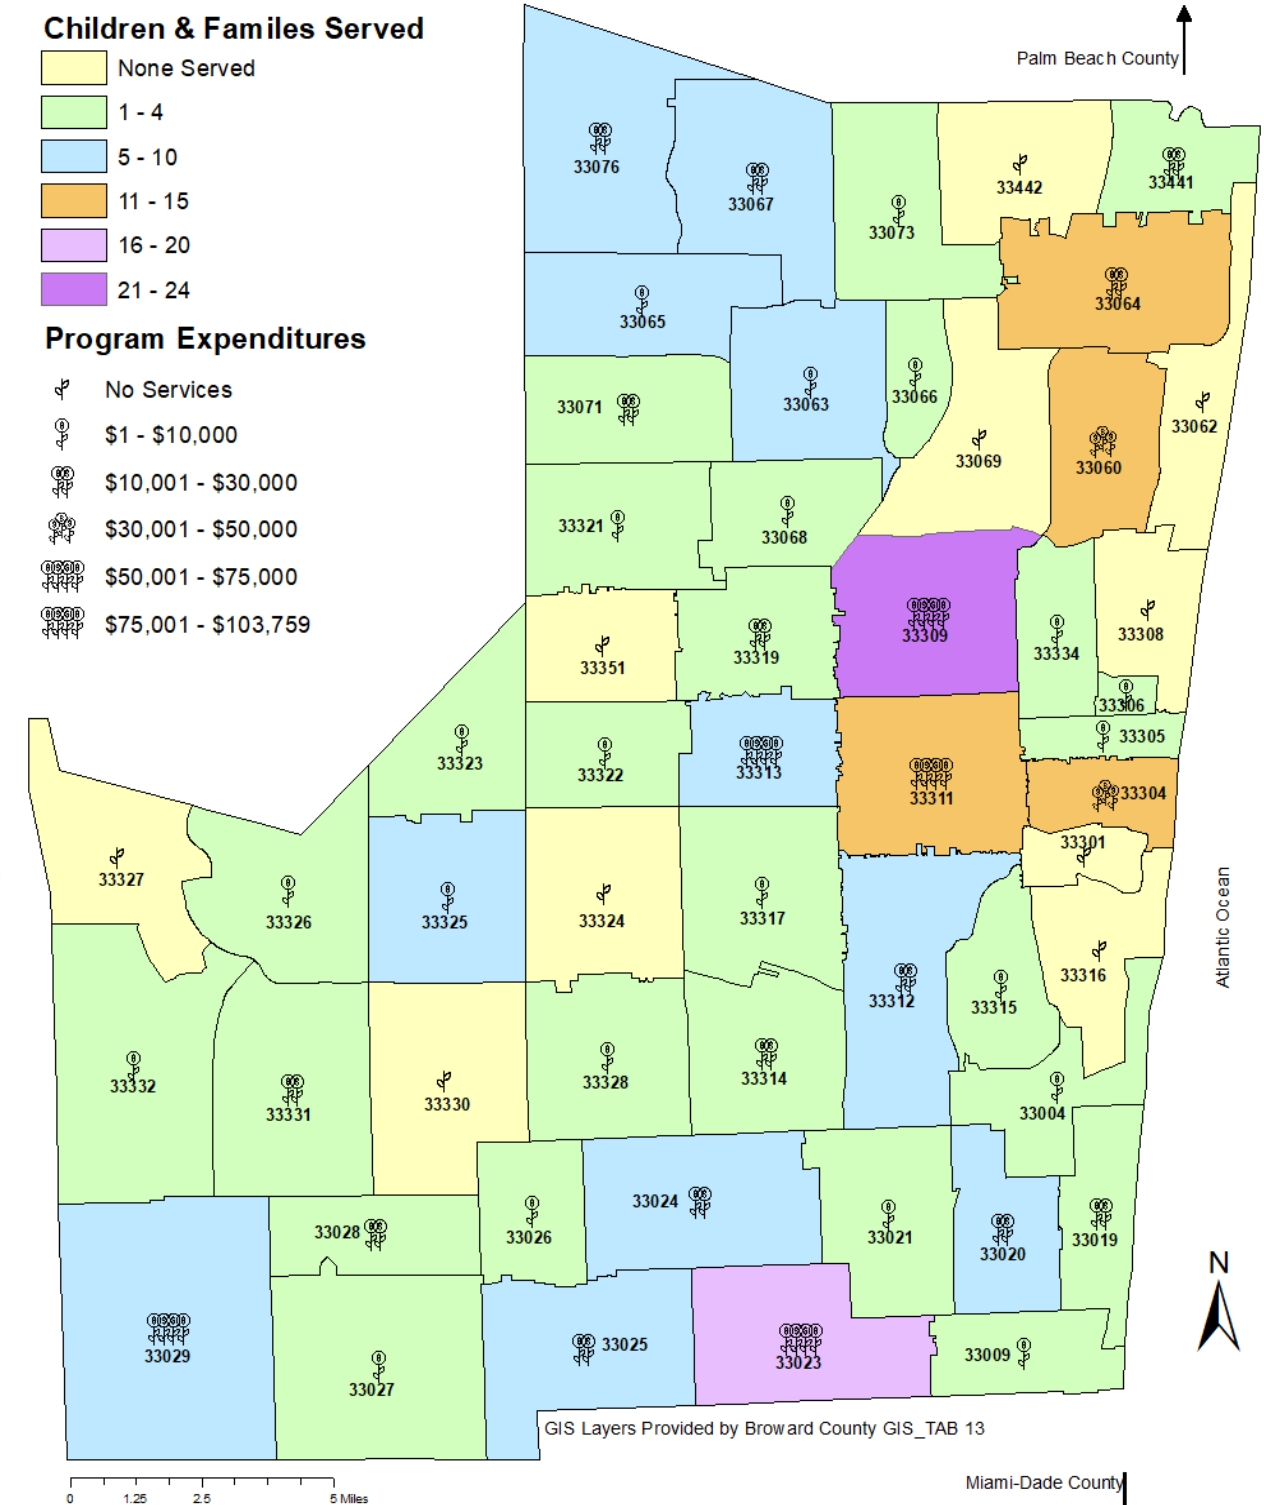 Children & Familes Served
None Served
1 - 4
5 - 10
11 - 15
16 - 20
21 - 24
Program Expenditures
No Services
$1 - $10,000
$10,001 - $30,000
$30,001 - $50,000
$50,001 - $75,000
$75,001 - $103,759
Palm Beach County
33076
33067
33442
33441
33073
33064
33065
33063
33066
33071
33062
33069
33060
33321
33068
33308
33309
33334
33351
33319
33306
33305
33323
33322
33313
33311
33304
33301
33327
33326
33325
33324
33317
33316
33312
33315
33332
33331
33330
33328
33314
33004
33028
33026
33024
33021
33020
33019
33029
33027
33025
33023
33009
Atlantic Ocean
N
GIS Layers Provided by Broward County GIS_TAB 13
Miami-Dade County
0 1.25 2.5 5 Miles